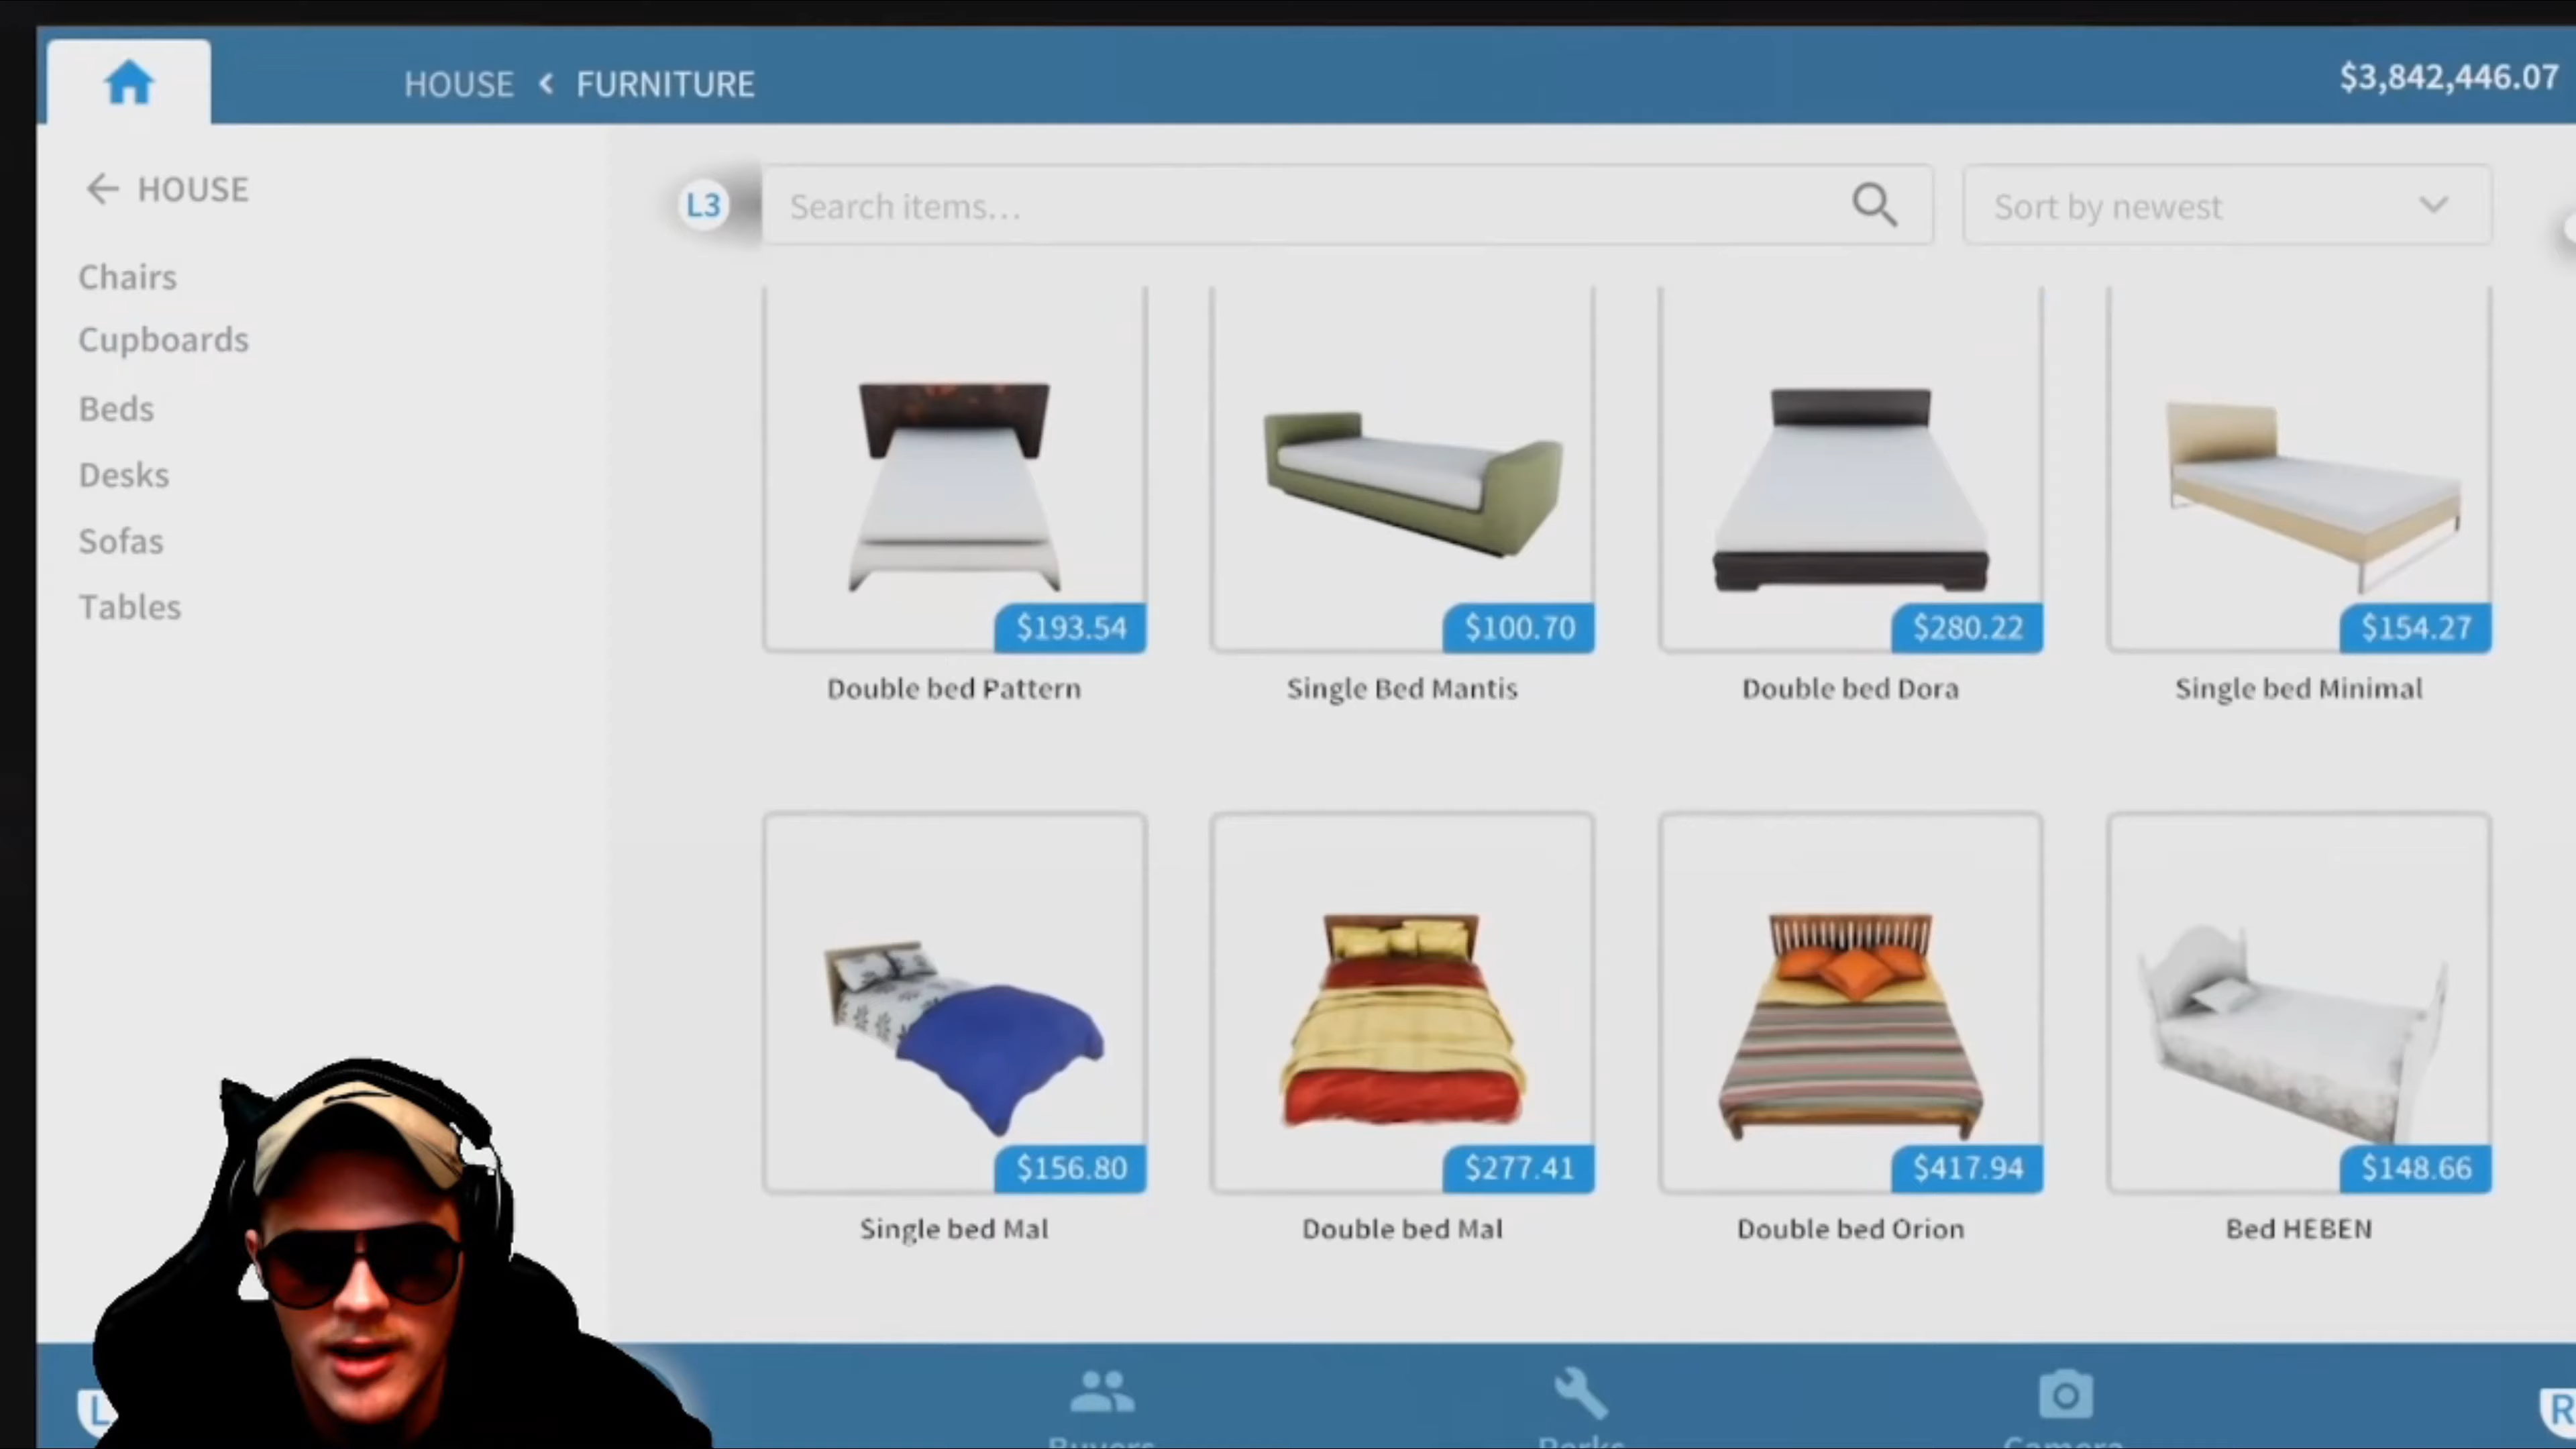 HOUSE < FURNITURE
$3,842,446.07
← HOUSE
L3
Search items...
Sort by newest
Chairs
Cupboards
Beds
Desks
Sofas
Tables
$193.54
$100.70
$280.22
$154.27
Double bed Pattern
Single Bed Mantis
Double bed Dora
Single bed Minimal
$156.80
$277.41
$417.94
$148.66
Single bed Mal
Double bed Mal
Double bed Orion
Bed HEBEN
L
R
Buyers
Perks
Camera